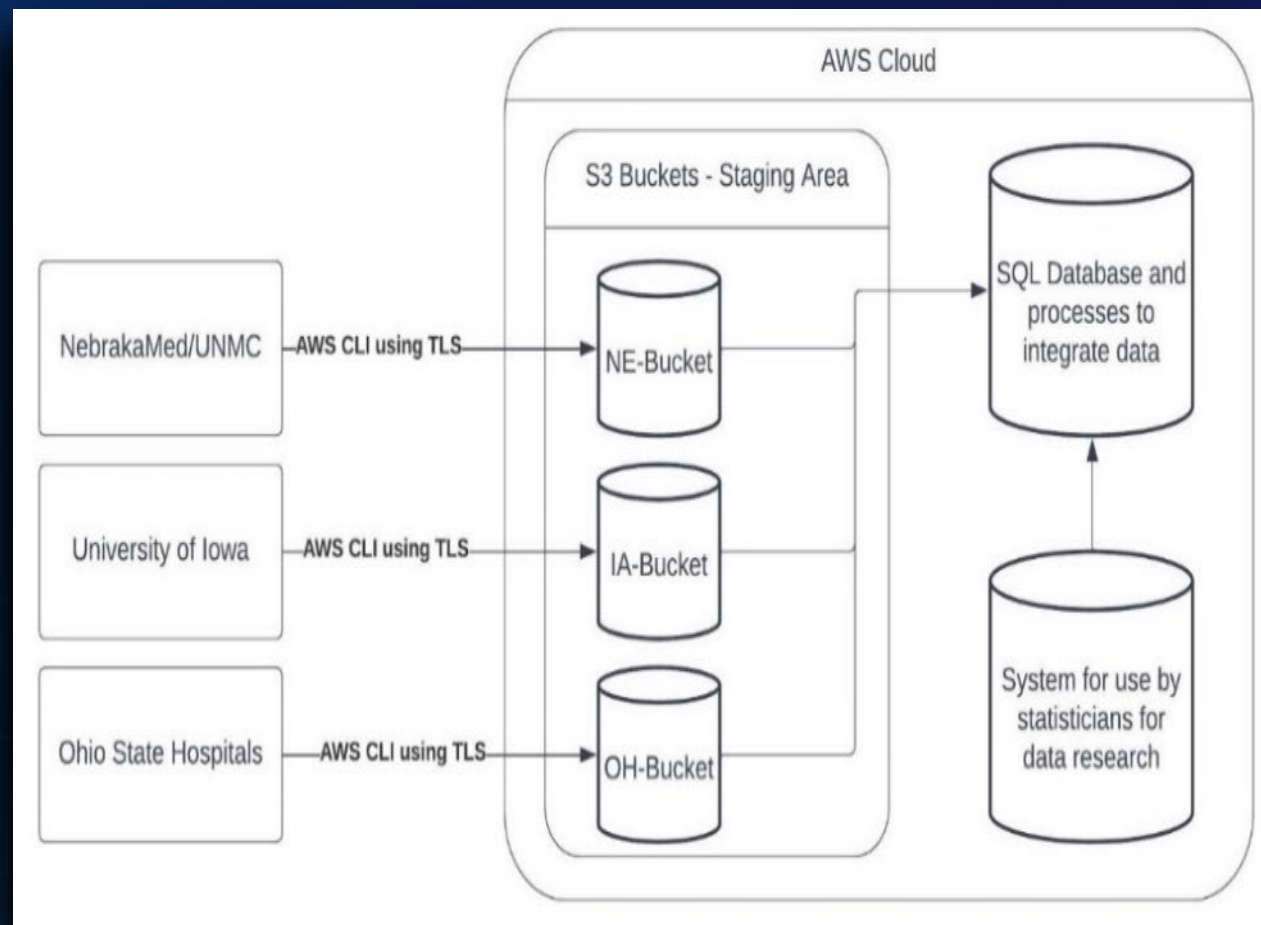 AWS Cloud
S3 Buckets - Staging Area
NebrakaMed/UNMC
AWS CLI using TLS
NE-Bucket
SQL Database and
processes to
integrate data
University of Iowa
AWS CLI using TLS
IA-Bucket
Ohio State Hospitals
AWS CLI using TLS
OH-Bucket
System for use by
statisticians for
data research